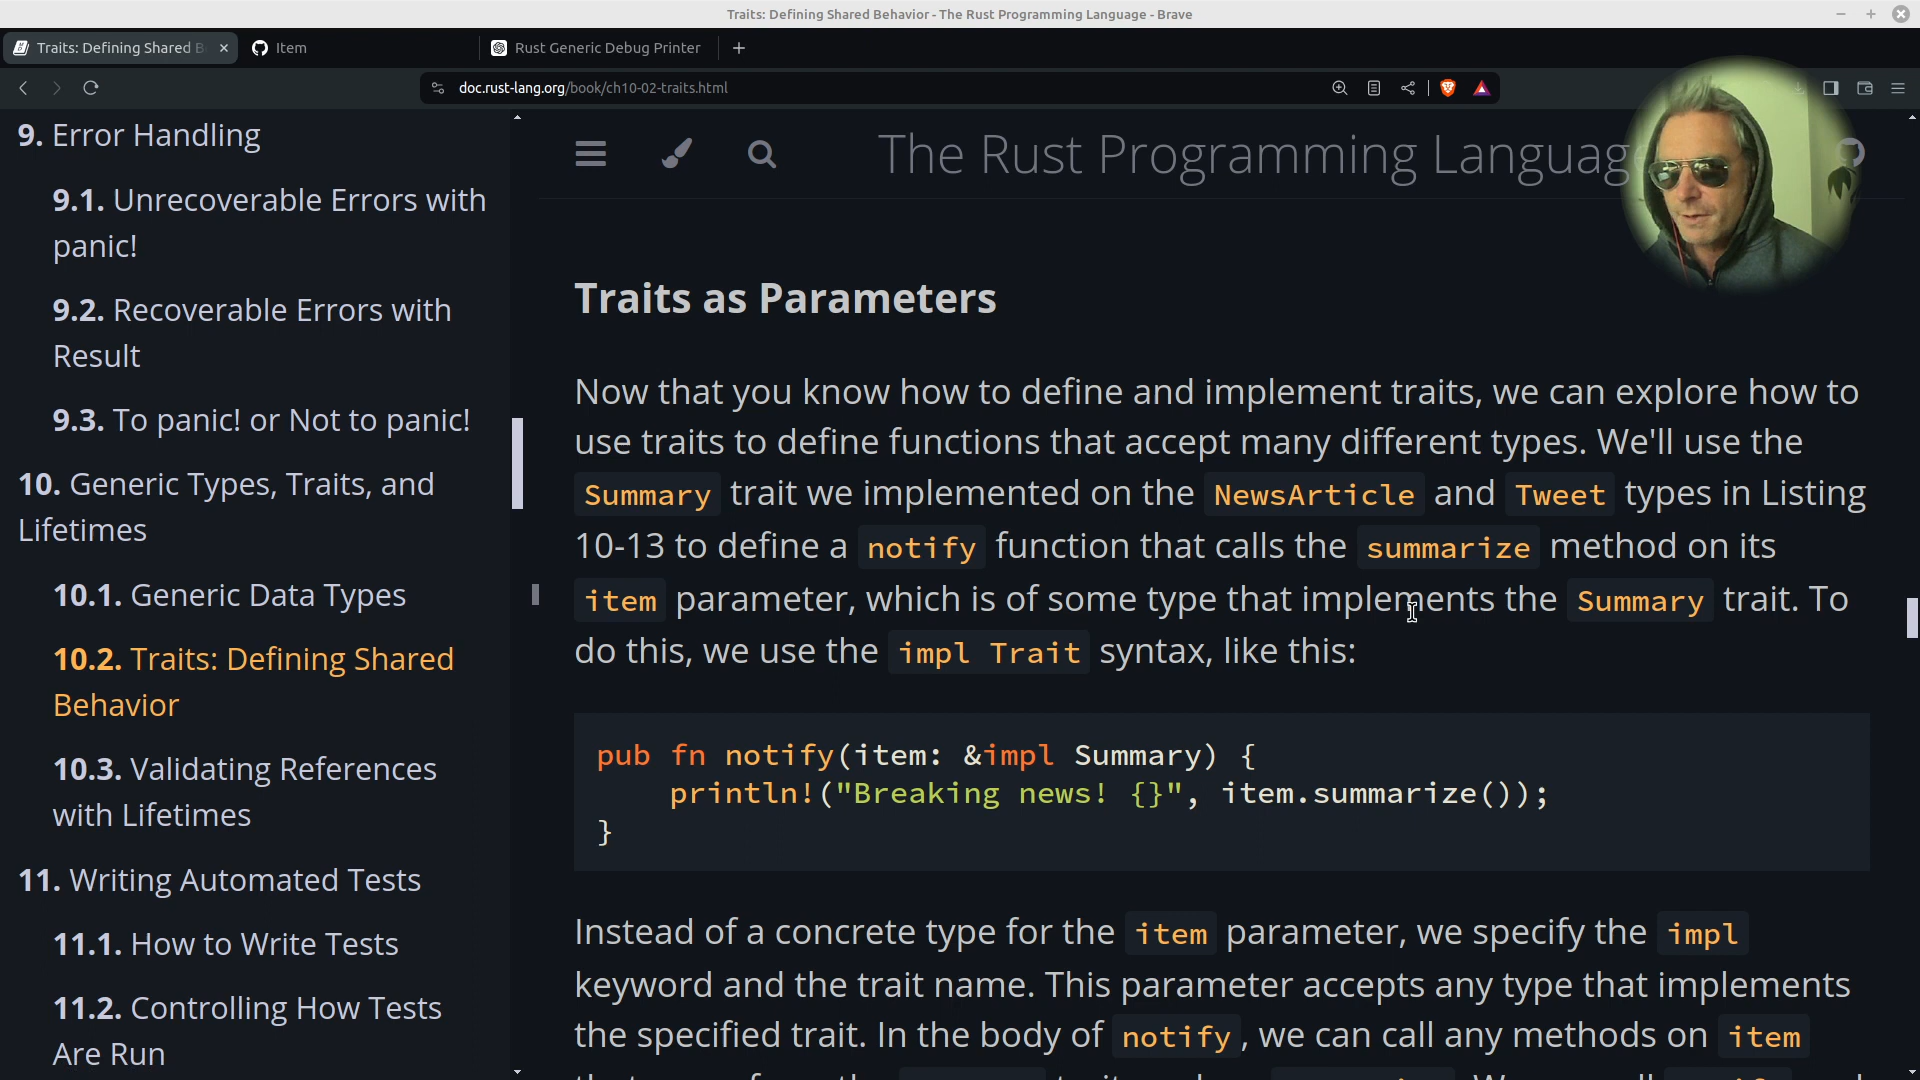 Traits: Defining Shared Behavior - The Rust Programming Language - Brave
Traits: Defining Shared B
Item
Rust Generic Debug Printer
doc.rust-lang.org/book/ch10-02-traits.html
9. Error Handling
9.1. Unrecoverable Errors with
panic!
9.2. Recoverable Errors with
Result
9.3. To panic! or Not to panic!
10. Generic Types, Traits, and
Lifetimes
10.1. Generic Data Types
10.2. Traits: Defining Shared
Behavior
10.3. Validating References
with Lifetimes
11. Writing Automated Tests
11.1. How to Write Tests
11.2. Controlling How Tests
Are Run
The Rust Programming Language
Traits as Parameters
Now that you know how to define and implement traits, we can explore how to
use traits to define functions that accept many different types. We'll use the
Summary trait we implemented on the NewsArticle and Tweet types in Listing
10-13 to define a notify function that calls the summarize method on its
item parameter, which is of some type that implements the Summary trait. To
do this, we use the impl Trait syntax, like this:
pub fn notify(item: &impl Summary) {
    println!("Breaking news! {}", item.summarize());
}
Instead of a concrete type for the item parameter, we specify the impl
keyword and the trait name. This parameter accepts any type that implements
the specified trait. In the body of notify, we can call any methods on item